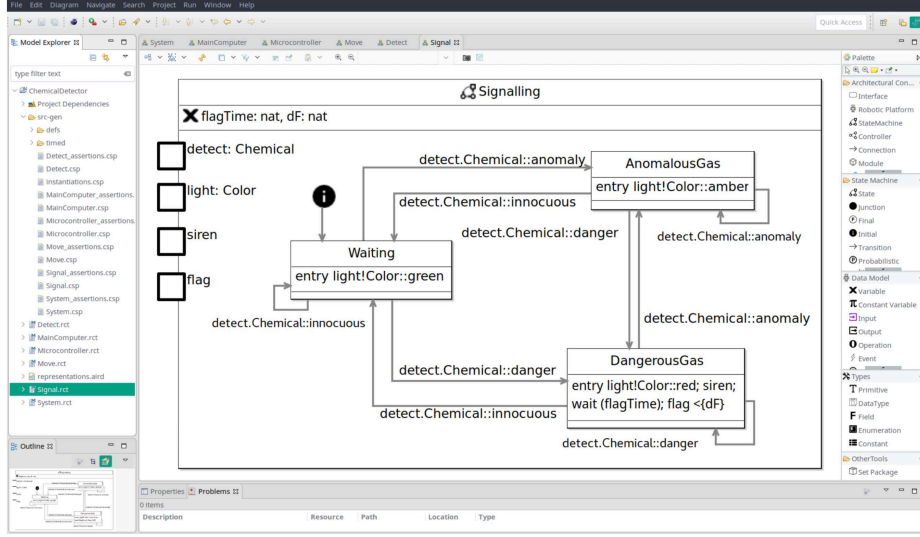 File Edit Diagram Navigate Search Project Run Window Help
Quick Access
Model Explorer
System
MainComputer
Microcontroller
Move
Detect
Signal
type filter text
ChemicalDetector
Project Dependencies
src-gen
defs
timed
Detect_assertions.csp
Detect.csp
instantiations.csp
MainComputer_assertions.
MainComputer.csp
Microcontroller_assertions.
Microcontroller.csp
Move_assertions.csp
Move.csp
Signal_assertions.csp
Signal.csp
System_assertions.csp
System.csp
Detect.rct
MainComputer.rct
Microcontroller.rct
Move.rct
representations.aird
Signal.rct
System.rct
Outline
Signalling
flagTime: nat, dF: nat
detect: Chemical
light: Color
siren
flag
i
detect.Chemical::anomaly
AnomalousGas
entry light!Color::amber
detect.Chemical::innocuous
detect.Chemical::danger
detect.Chemical::anomaly
Waiting
entry light!Color::green
detect.Chemical::innocuous
detect.Chemical::anomaly
DangerousGas
detect.Chemical::danger
entry light!Color::red; siren;
wait (flagTime); flag <{dF}
detect.Chemical::innocuous
detect.Chemical::danger
Palette
Architectural Con...
Interface
Robotic Platform
StateMachine
Controller
Connection
Module
State Machine
State
Junction
Final
Initial
Transition
Probabilistic
Data Model
Variable
Constant Variable
Input
Output
Operation
Event
Types
Primitive
DataType
Field
Enumeration
Constant
OtherTools
Set Package
Properties
Problems
0 items
Description Resource Path Location Type